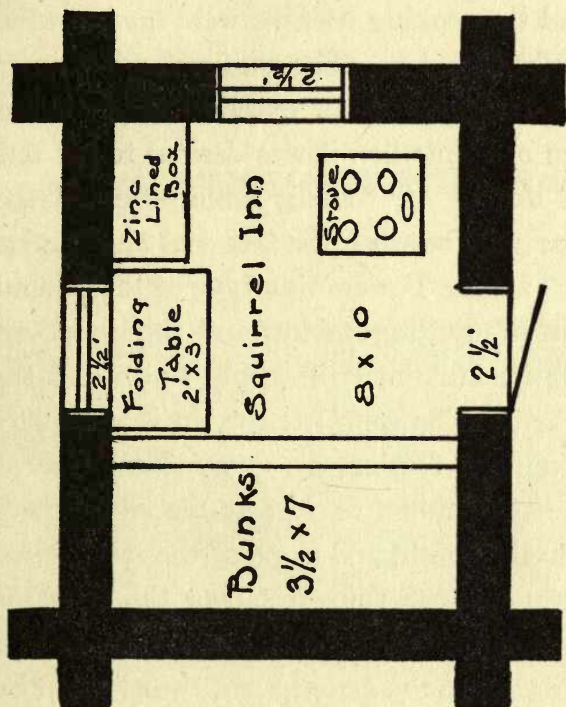 2½'
Bunks
3½ x 7
Folding
Table
2' x 3'
Zinc
Lined
Box
Squirrel Inn
8 x 10
Stove
2½'
2½'